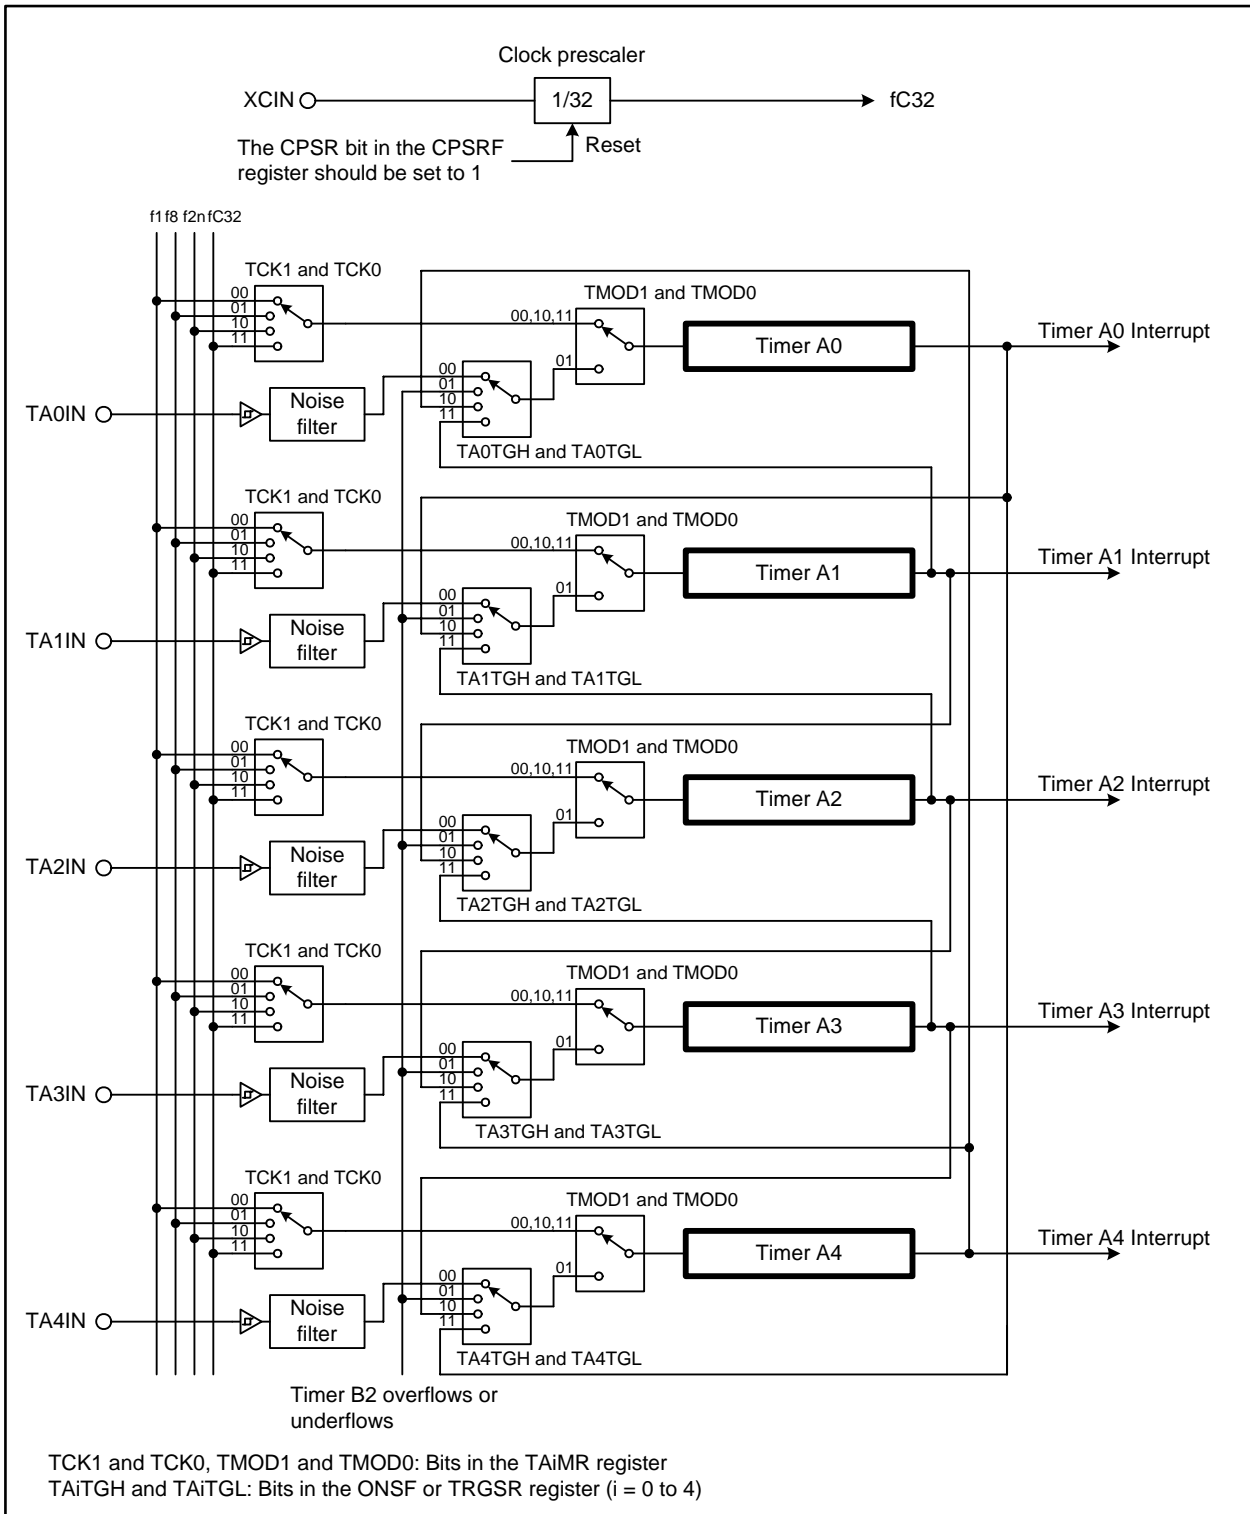 Clock prescaler
XCIN
1/32
fC32
The CPSR bit in the CPSRF
register should be set to 1
Reset
f1 f8 f2n fC32
TCK1 and TCK0
00
01
10
11
TMOD1 and TMOD0
00,10,11
01
Timer A0
Timer A0 Interrupt
TA0IN
Noise
filter
00
01
10
11
TA0TGH and TA0TGL
TCK1 and TCK0
00
01
10
11
TMOD1 and TMOD0
00,10,11
01
Timer A1
Timer A1 Interrupt
TA1IN
Noise
filter
00
01
10
11
TA1TGH and TA1TGL
TCK1 and TCK0
00
01
10
11
TMOD1 and TMOD0
00,10,11
01
Timer A2
Timer A2 Interrupt
TA2IN
Noise
filter
00
01
10
11
TA2TGH and TA2TGL
TCK1 and TCK0
00
01
10
11
TMOD1 and TMOD0
00,10,11
01
Timer A3
Timer A3 Interrupt
TA3IN
Noise
filter
00
01
10
11
TA3TGH and TA3TGL
TCK1 and TCK0
00
01
10
11
TMOD1 and TMOD0
00,10,11
01
Timer A4
Timer A4 Interrupt
TA4IN
Noise
filter
00
01
10
11
TA4TGH and TA4TGL
Timer B2 overflows or
underflows
TCK1 and TCK0, TMOD1 and TMOD0: Bits in the TAiMR register
TAiTGH and TAiTGL: Bits in the ONSF or TRGSR register (i = 0 to 4)